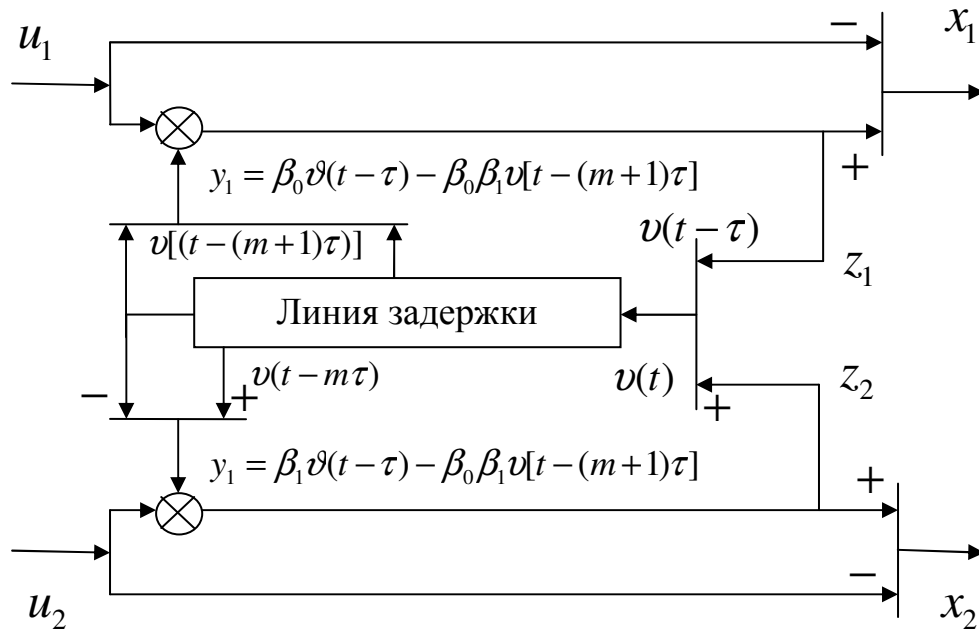 −
x₁
u₁
y₁ = β₀ϑ(t − τ) − β₀β₁υ[t − (m+1)τ]
+
υ[(t − (m+1)τ)]
υ(t − τ)
z₁
Линия задержки
υ(t − mτ)
υ(t)
z₂
−
+
+
y₁ = β₁ϑ(t − τ) − β₀β₁υ[t − (m+1)τ]
+
−
u₂
x₂